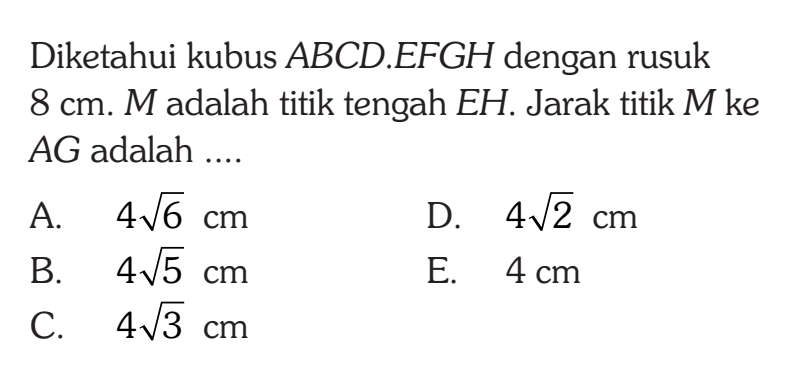 Diketahui kubus ABCD.EFGH dengan rusuk
8 cm. M adalah titik tengah EH. Jarak titik M ke
AG adalah ....
A. 4√6 cm D. 4√2 cm
B. 4√5 cm E. 4 cm
C. 4√3 cm